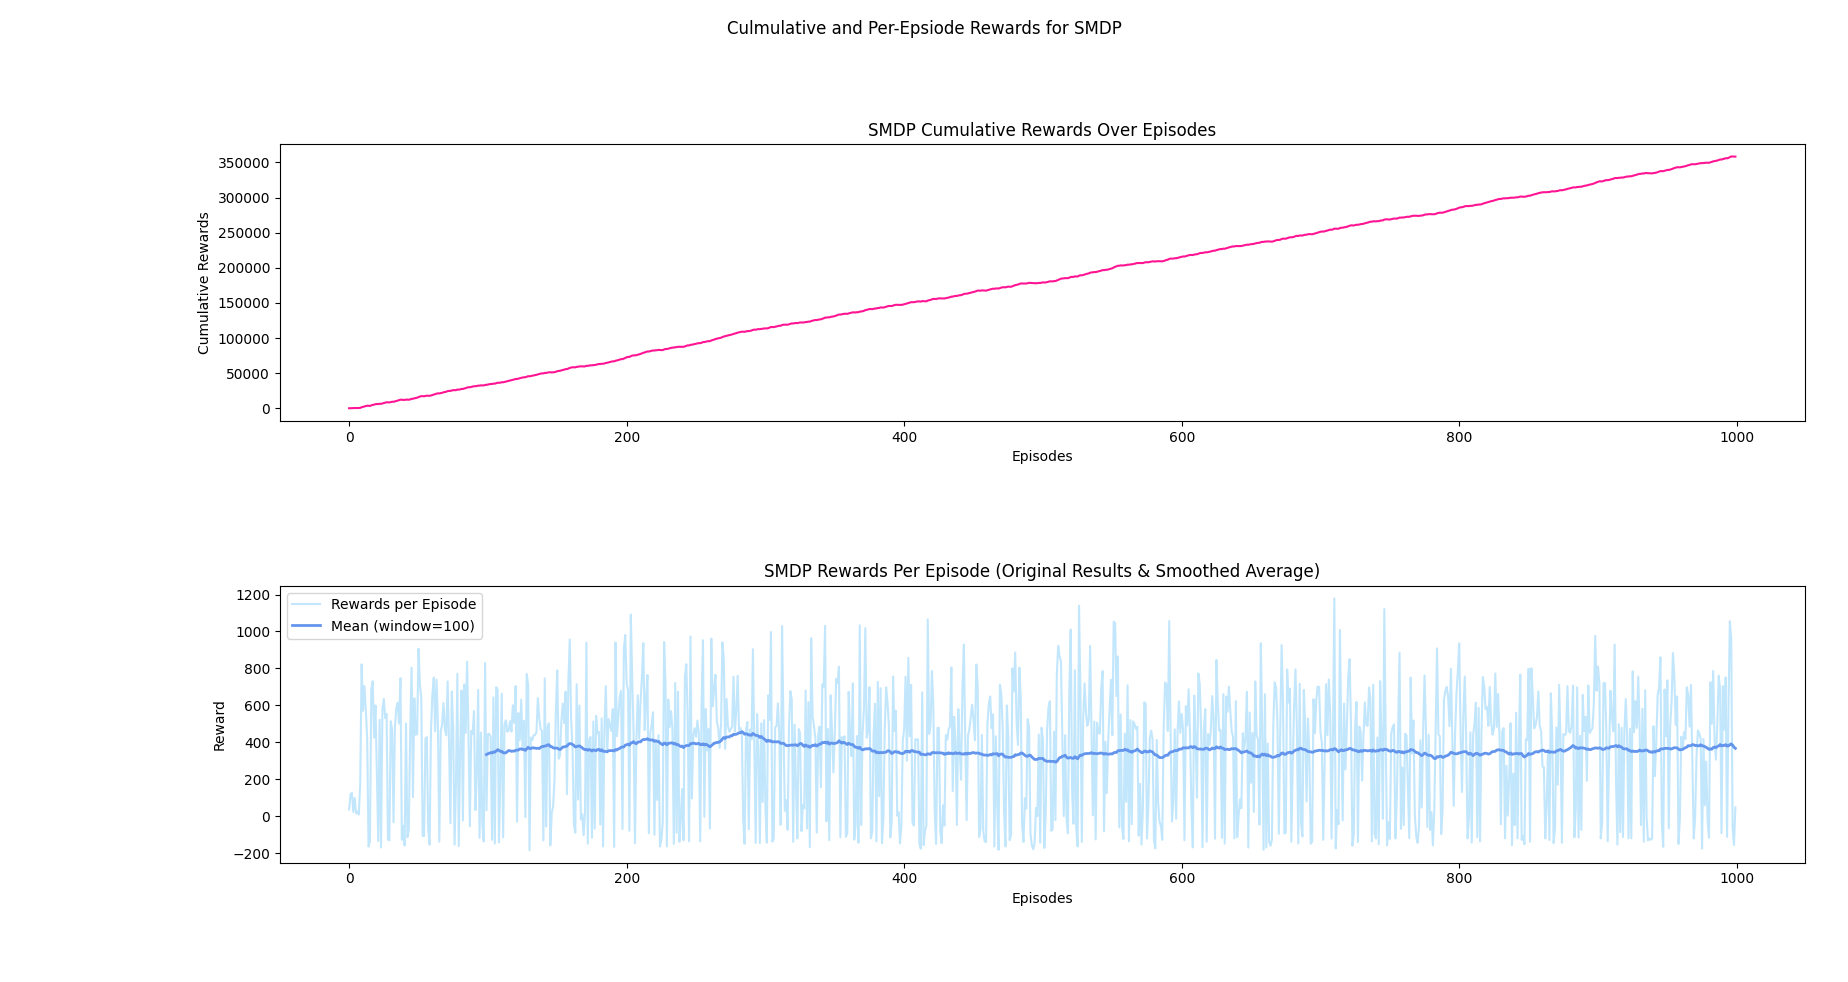 Culmulative and Per-Epsiode Rewards for SMDP
SMDP Cumulative Rewards Over Episodes
350000
300000
250000
200000
150000
100000
50000
0
Cumulative Rewards
0 200 400 600 800 1000
Episodes
SMDP Rewards Per Episode (Original Results & Smoothed Average)
Rewards per Episode
Mean (window=100)
1200
1000
800
600
400
200
0
−200
Reward
0 200 400 600 800 1000
Episodes